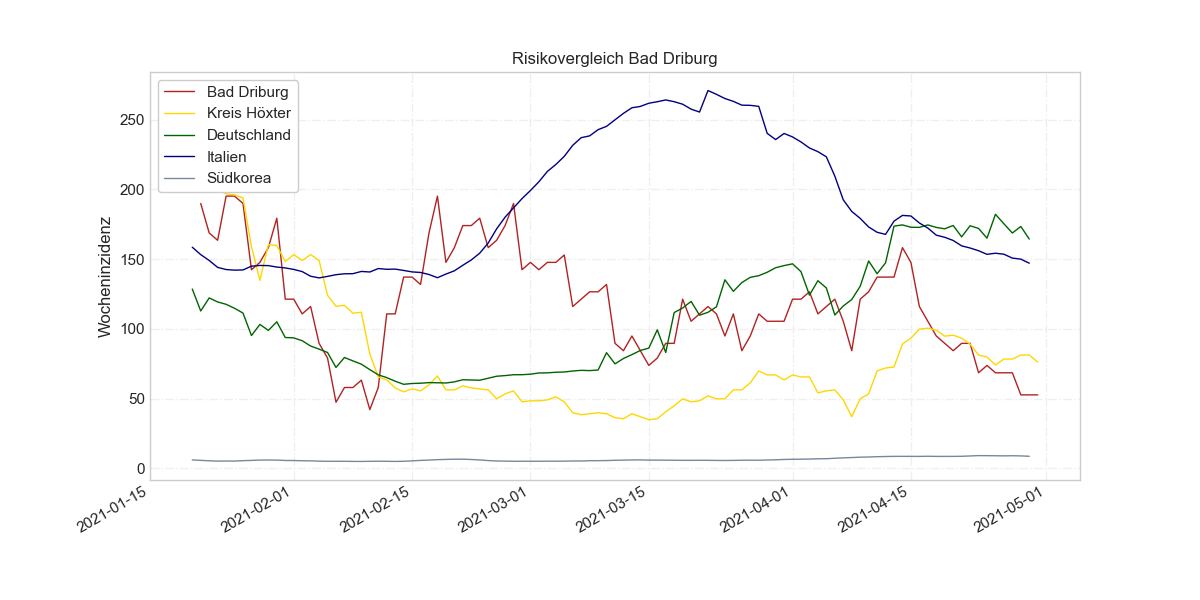 Risikovergleich Bad Driburg
Bad Driburg
Kreis Höxter
Deutschland
Italien
Südkorea
Wocheninzidenz
250
200
150
100
50
0
2021-01-15
2021-02-01
2021-02-15
2021-03-01
2021-03-15
2021-04-01
2021-04-15
2021-05-01